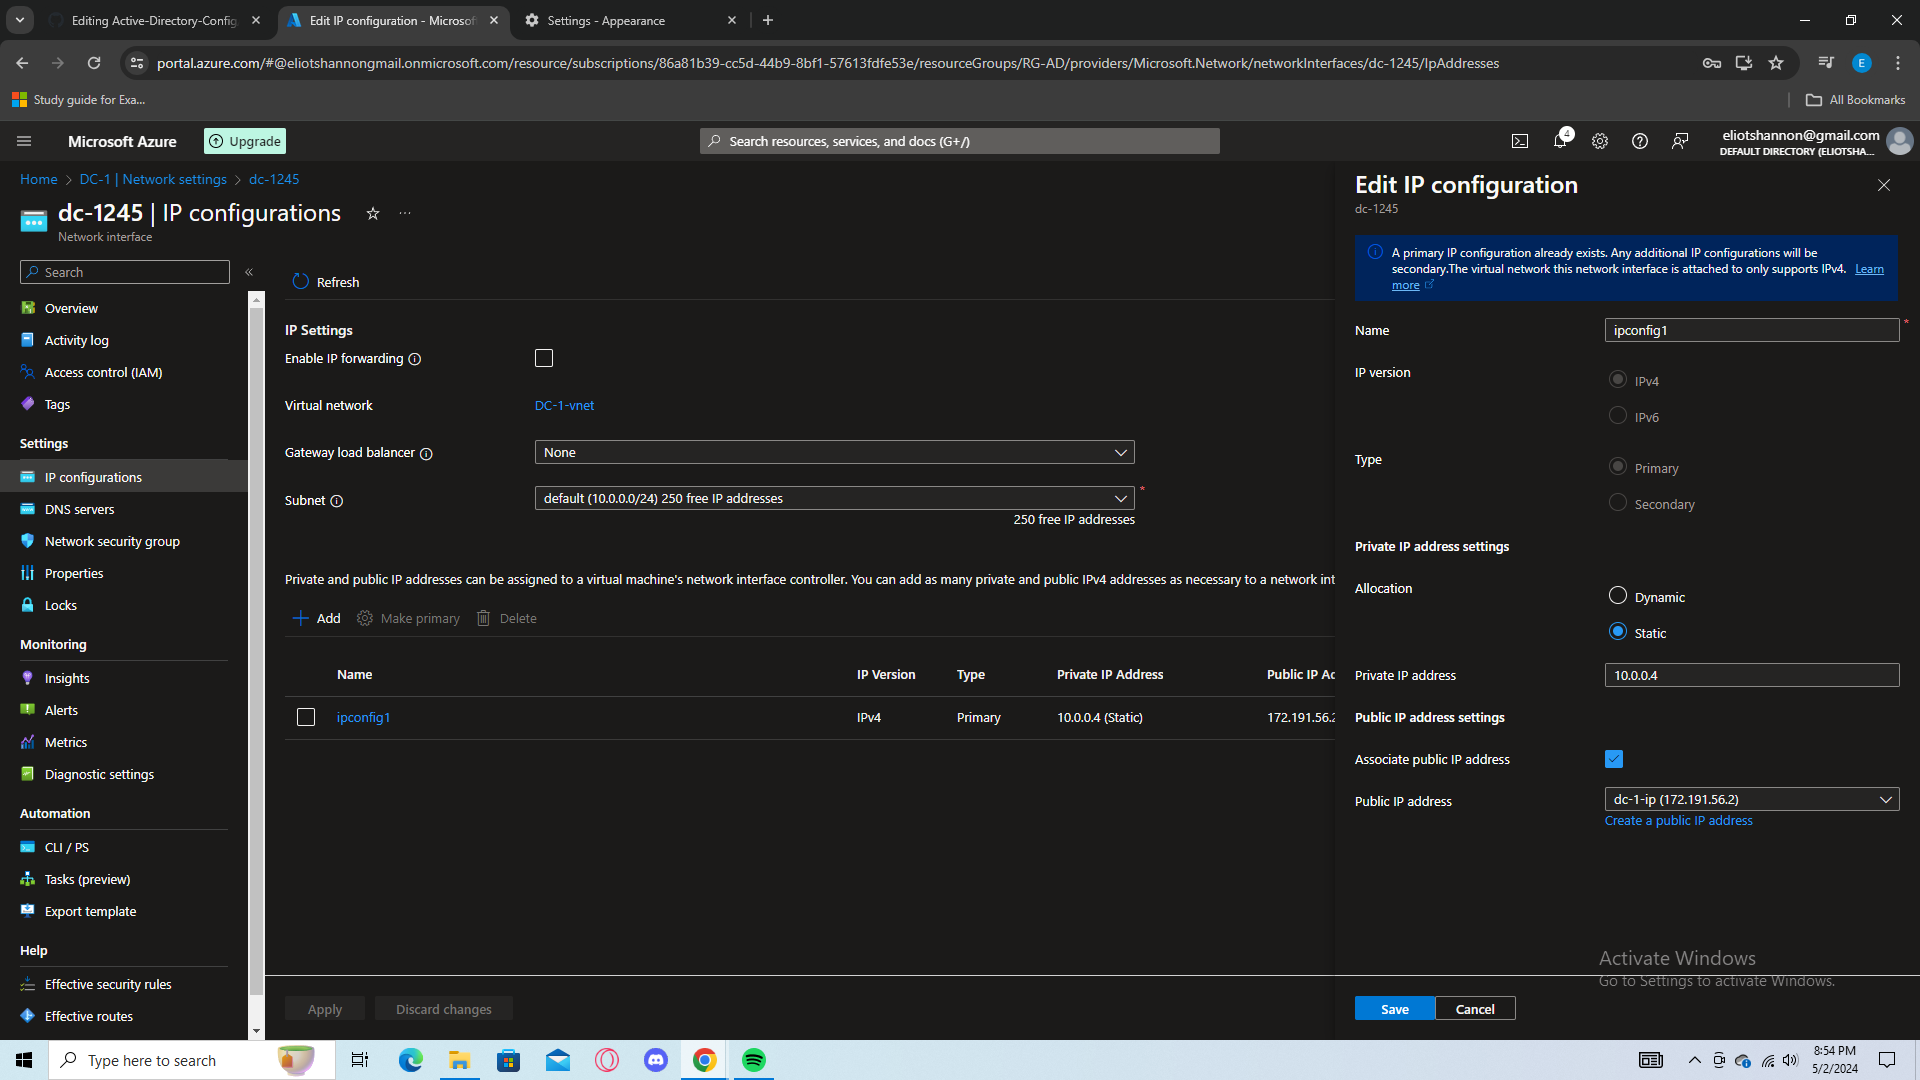 Editing Active-Directory-Config
Edit IP configuration - Microsof
Settings - Appearance
portal.azure.com/#@eliotshannongmail.onmicrosoft.com/resource/subscriptions/86a81b39-cc5d-44b9-8bf1-57613fdfe53e/resourceGroups/RG-AD/providers/Microsoft.Network/networkInterfaces/dc-1245/IpAddresses
E
Study guide for Exa...
All Bookmarks
Microsoft Azure
Upgrade
Search resources, services, and docs (G+/)
4
eliotshannon@gmail.com
DEFAULT DIRECTORY (ELIOTSHA...
Home > DC-1 | Network settings > dc-1245
dc-1245 | IP configurations
Network interface
Search
Overview
Activity log
Access control (IAM)
Tags
Settings
IP configurations
DNS servers
Network security group
Properties
Locks
Monitoring
Insights
Alerts
Metrics
Diagnostic settings
Automation
CLI / PS
Tasks (preview)
Export template
Help
Effective security rules
Effective routes
Refresh
IP Settings
Enable IP forwarding
Virtual network
DC-1-vnet
Gateway load balancer
None
Subnet
default (10.0.0.0/24) 250 free IP addresses
*
250 free IP addresses
Private and public IP addresses can be assigned to a virtual machine's network interface controller. You can add as many private and public IPv4 addresses as necessary to a network int
Add
Make primary
Delete
Name IP Version Type Private IP Address Public IP Ad
ipconfig1 IPv4 Primary 10.0.0.4 (Static) 172.191.56.2
Apply
Discard changes
Edit IP configuration
dc-1245
A primary IP configuration already exists. Any additional IP configurations will be
secondary.The virtual network this network interface is attached to only supports IPv4. Learn
more
Name
ipconfig1
*
IP version
IPv4
IPv6
Type
Primary
Secondary
Private IP address settings
Allocation
Dynamic
Static
Private IP address
10.0.0.4
Public IP address settings
Associate public IP address
Public IP address
dc-1-ip (172.191.56.2)
Create a public IP address
Activate Windows
Go to Settings to activate Windows.
Save
Cancel
Type here to search
8:54 PM
5/2/2024